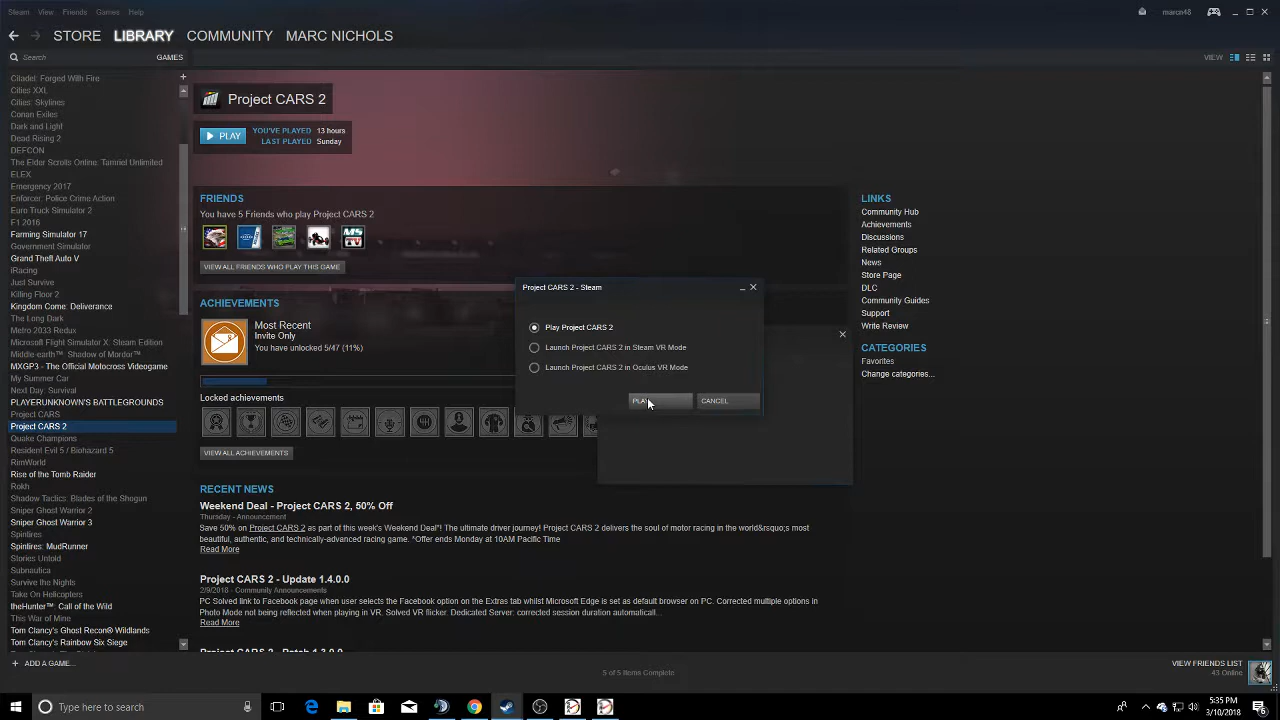 Steam View Friends Games Help
marcn48
STORE LIBRARY COMMUNITY MARC NICHOLS
Search GAMES
VIEW
Citadel: Forged With Fire
Cities XXL
Cities: Skylines
Conan Exiles
Dark and Light
Dead Rising 2
DEFCON
The Elder Scrolls Online: Tamriel Unlimited
ELEX
Emergency 2017
Enforcer: Police Crime Action
Euro Truck Simulator 2
F1 2016
Farming Simulator 17
Government Simulator
Grand Theft Auto V
iRacing
Just Survive
Killing Floor 2
Kingdom Come: Deliverance
The Long Dark
Metro 2033 Redux
Microsoft Flight Simulator X: Steam Edition
Middle-earth™ Shadow of Mordor™
MXGP3 - The Official Motocross Videogame
My Summer Car
Next Day: Survival
PLAYERUNKNOWN'S BATTLEGROUNDS
Project CARS
Project CARS 2
Quake Champions
Resident Evil 5 / Biohazard 5
RimWorld
Rise of the Tomb Raider
Rokh
Shadow Tactics: Blades of the Shogun
Sniper Ghost Warrior 2
Sniper Ghost Warrior 3
Spintires
Spintires: MudRunner
Stories Untold
Subnautica
Survive the Nights
Take On Helicopters
theHunter™ Call of the Wild
This War of Mine
Tom Clancy's Ghost Recon® Wildlands
Tom Clancy's Rainbow Six Siege
+ ADD A GAME...
Project CARS 2
PLAY
YOU'VE PLAYED 13 hours
LAST PLAYED Sunday
FRIENDS
You have 5 Friends who play Project CARS 2
MS
TV
VIEW ALL FRIENDS WHO PLAY THIS GAME
ACHIEVEMENTS
Most Recent
Invite Only
You have unlocked 5/47 (11%)
Locked achievements
VIEW ALL ACHIEVEMENTS
RECENT NEWS
Weekend Deal - Project CARS 2, 50% Off
Thursday - Announcement
Save 50% on Project CARS 2 as part of this week's Weekend Deal*! The ultimate driver journey! Project CARS 2 delivers the soul of motor racing in the world&rsquo;s most
beautiful, authentic, and technically-advanced racing game. *Offer ends Monday at 10AM Pacific Time
Read More
Project CARS 2 - Update 1.4.0.0
2/9/2018 - Community Announcements
PC Solved link to Facebook page when user selects the Facebook option on the Extras tab whilst Microsoft Edge is set as default browser on PC. Corrected multiple options in
Photo Mode not being reflected when playing in VR. Solved VR flicker. Dedicated Server: corrected session duration automaticall...
Read More
Project CARS 2 - Patch 1.3.0.0
Project CARS 2 - Steam
Play Project CARS 2
Launch Project CARS 2 in Steam VR Mode
Launch Project CARS 2 in Oculus VR Mode
PLAY CANCEL
LINKS
Community Hub
Achievements
Discussions
Related Groups
News
Store Page
DLC
Community Guides
Support
Write Review
CATEGORIES
Favorites
Change categories...
5 of 5 Items Complete
VIEW FRIENDS LIST
43 Online
Type here to search
5:35 PM
3/10/2018